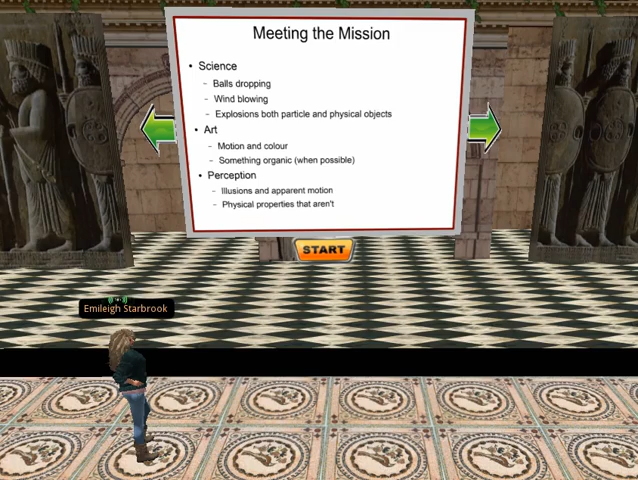 Meeting the Mission
• Science
– Balls dropping
– Wind blowing
– Explosions both particle and physical objects
• Art
– Motion and colour
– Something organic (when possible)
• Perception
– Illusions and apparent motion
– Physical properties that aren't
START
Emileigh Starbrook